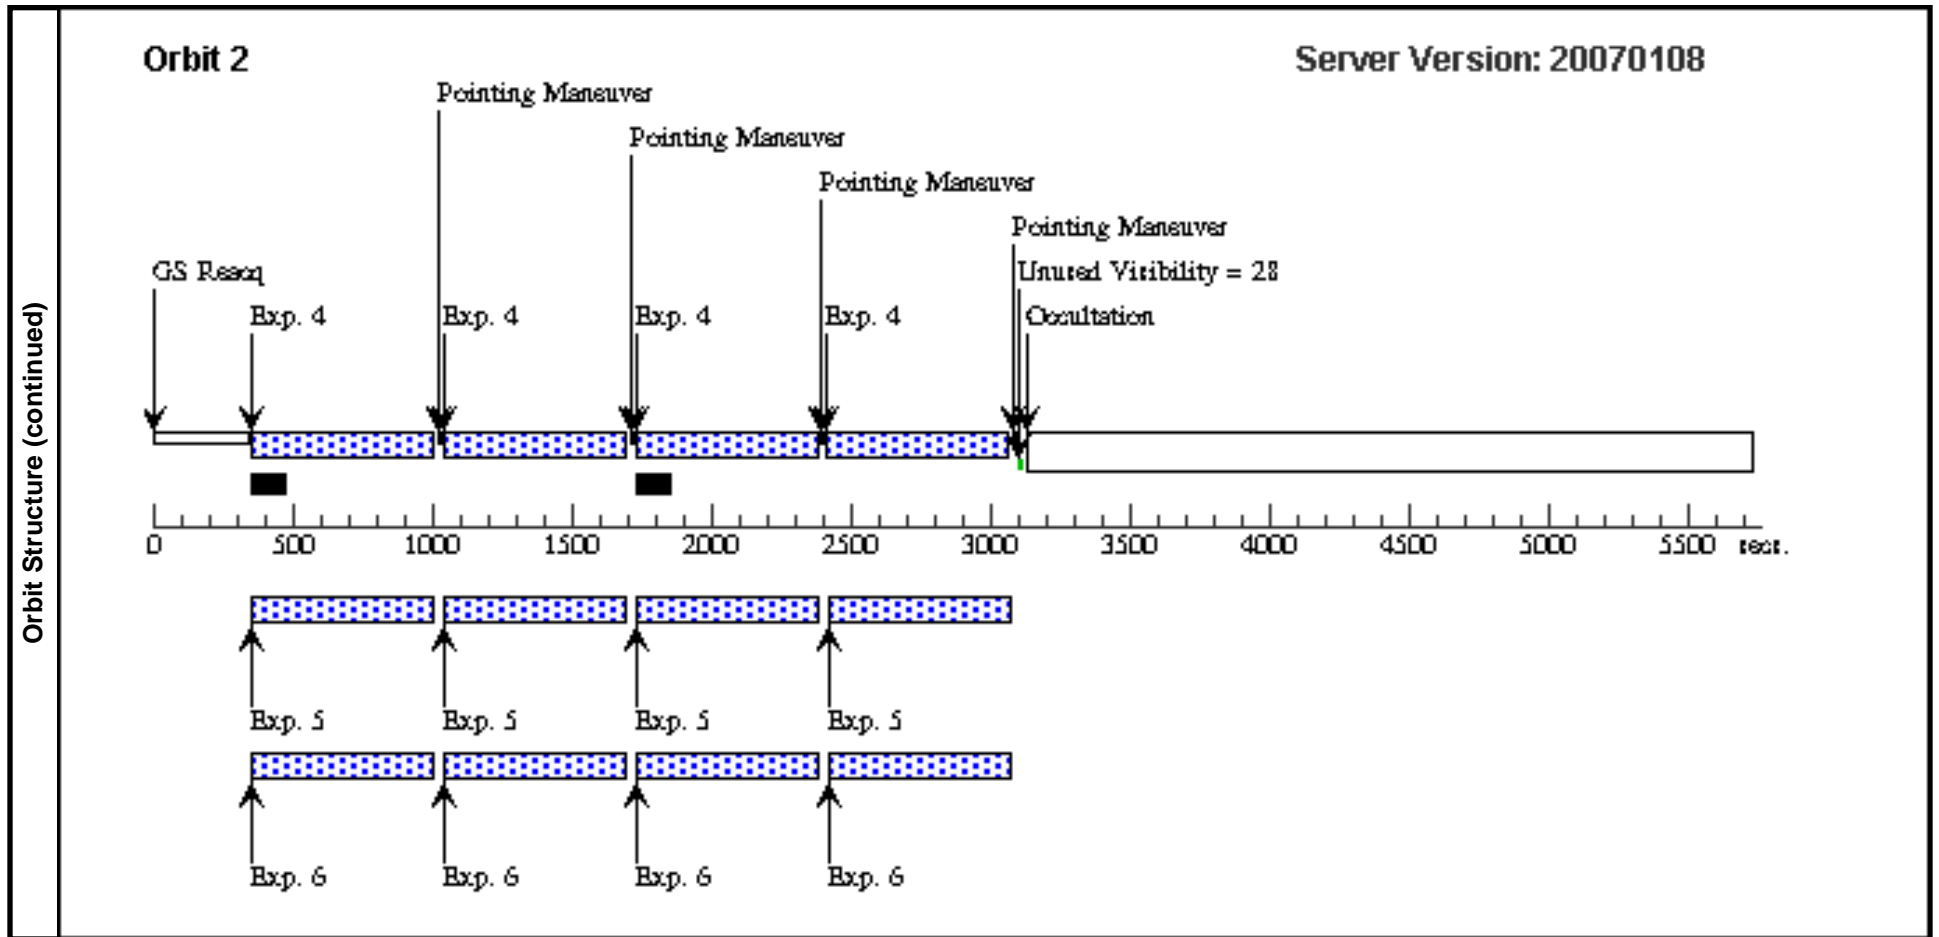 Orbit 2
Server Version: 20070108
Pointing Maneuver
Pointing Maneuver
Pointing Maneuver
Pointing Maneuver
GS Reacq
Unused Visibility = 28
Exp. 4
Exp. 4
Exp. 4
Exp. 4
Occultation
0 500 1000 1500 2000 2500 3000 3500 4000 4500 5000 5500 secs.
Exp. 5
Exp. 5
Exp. 5
Exp. 5
Exp. 6
Exp. 6
Exp. 6
Exp. 6
Orbit Structure (continued)